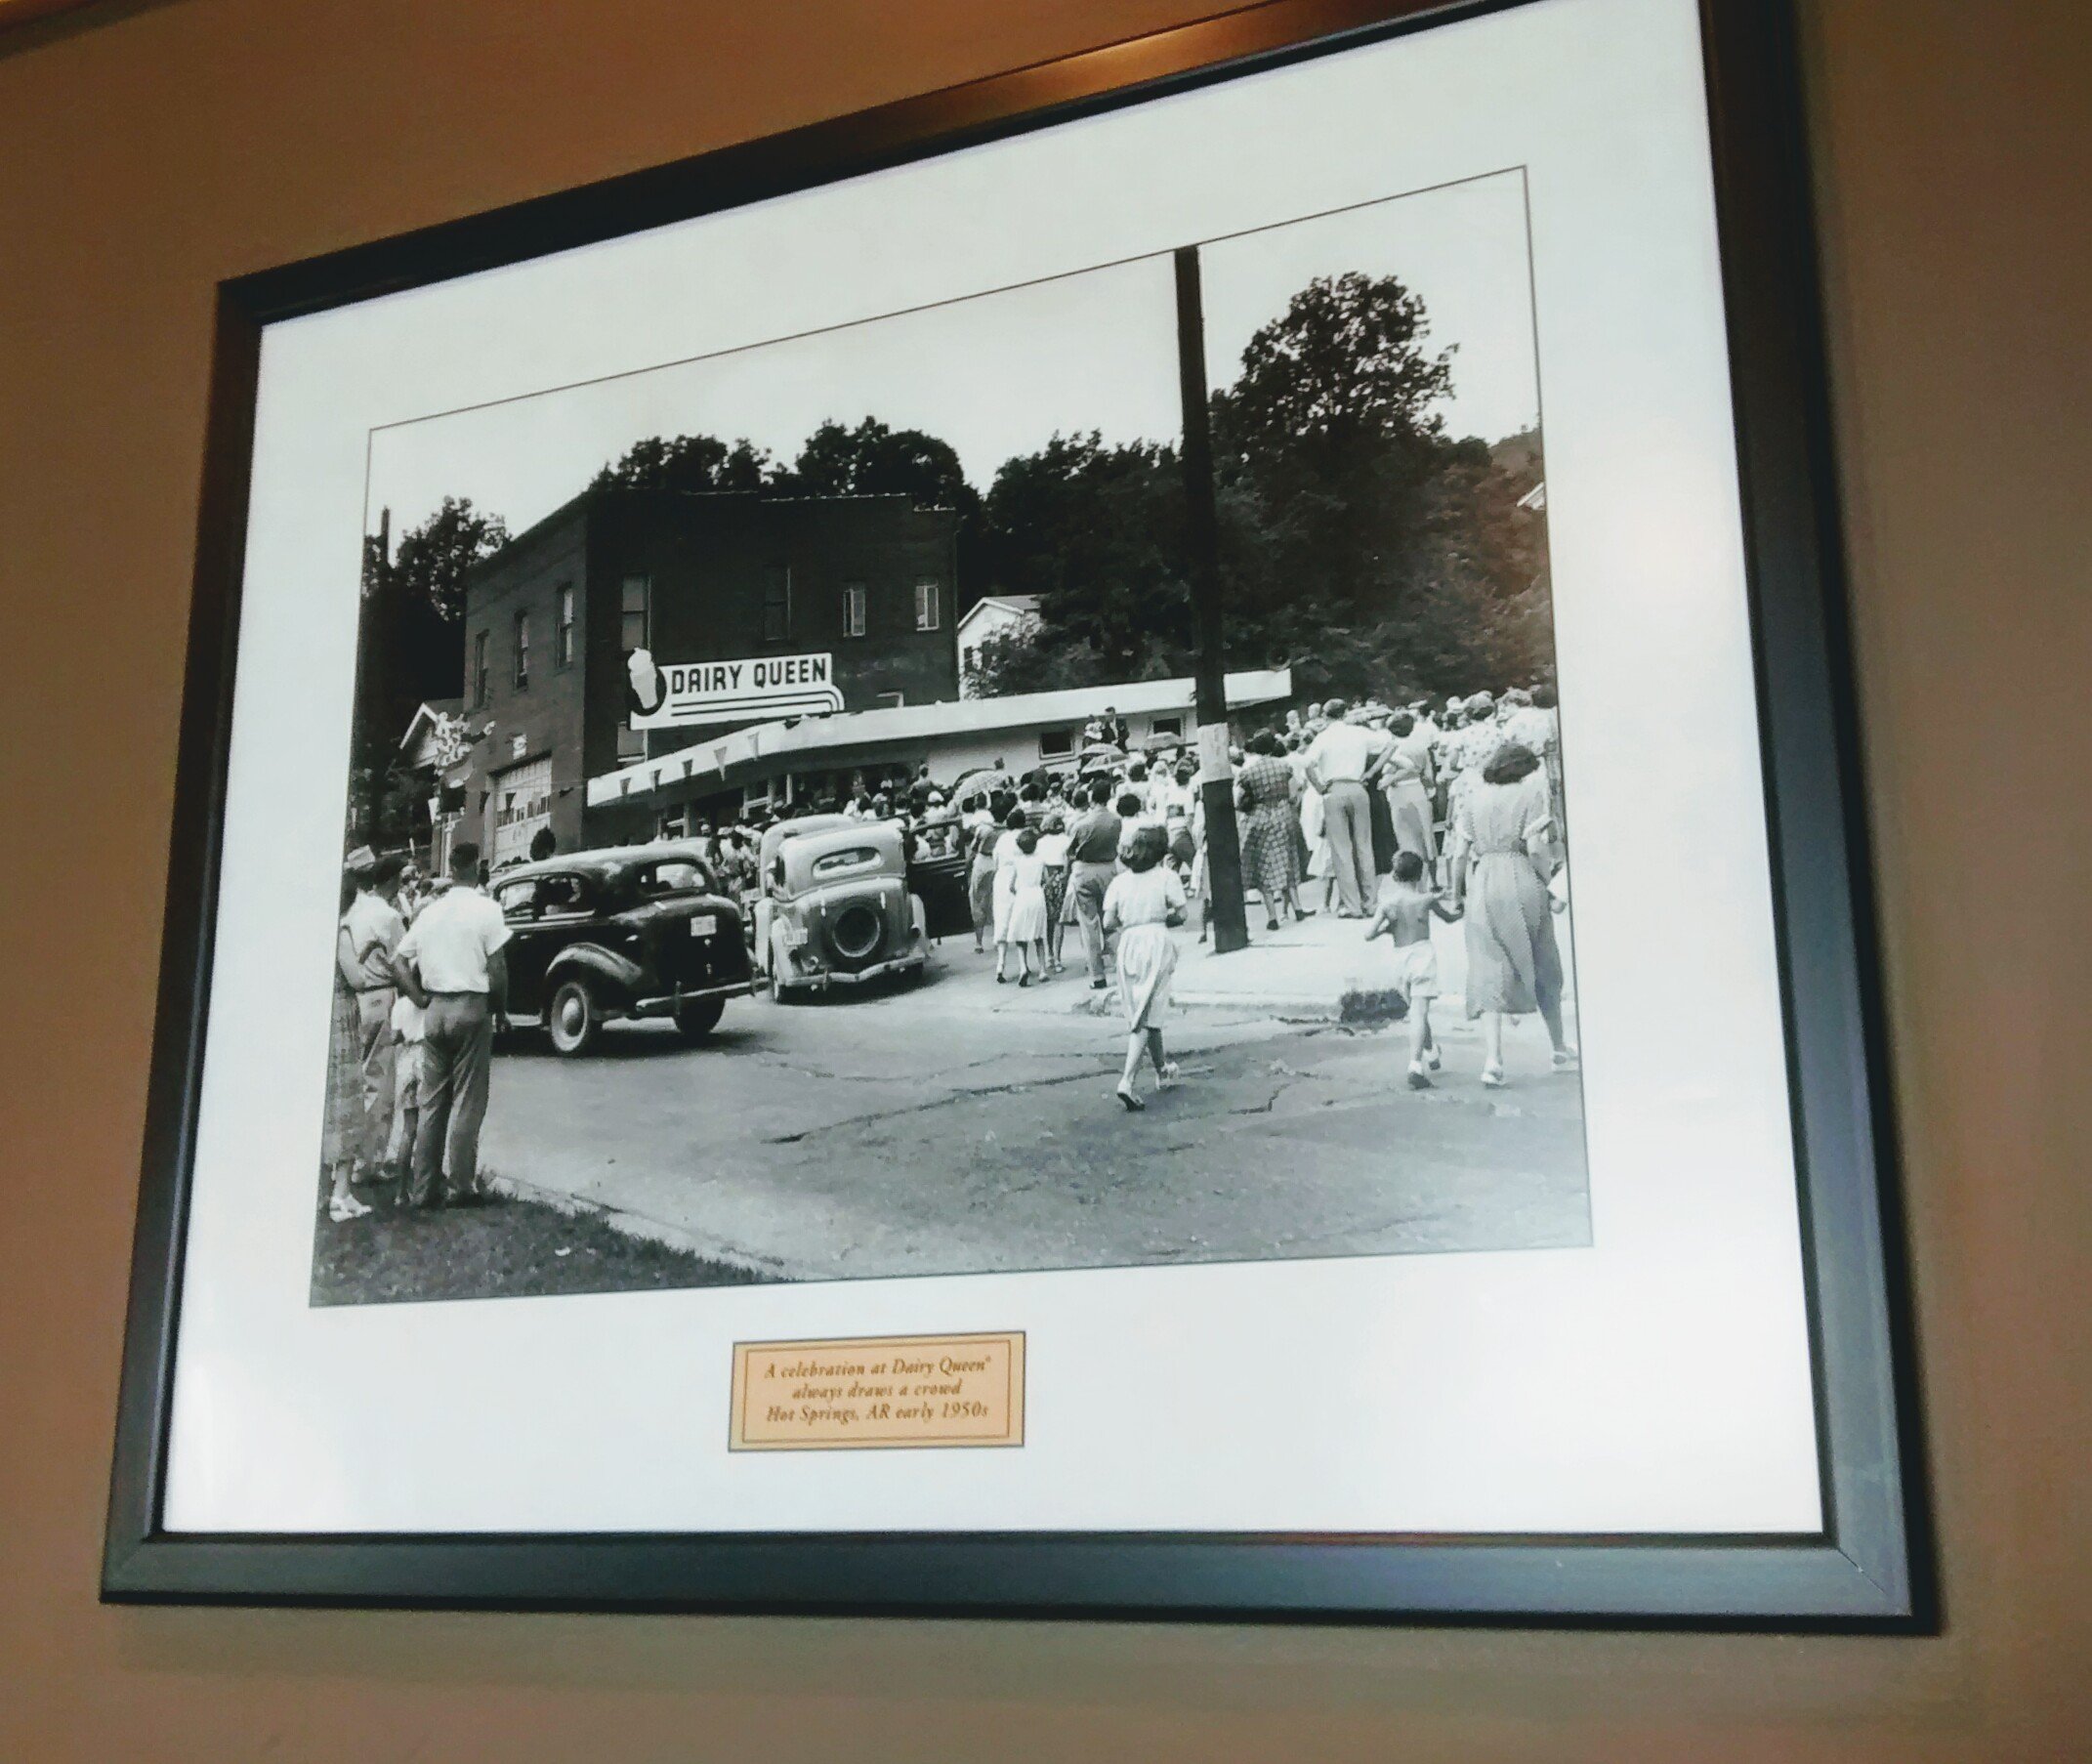 DAIRY QUEEN
A celebration at Dairy Queen®
always draws a crowd
Hot Springs, AR early 1950s